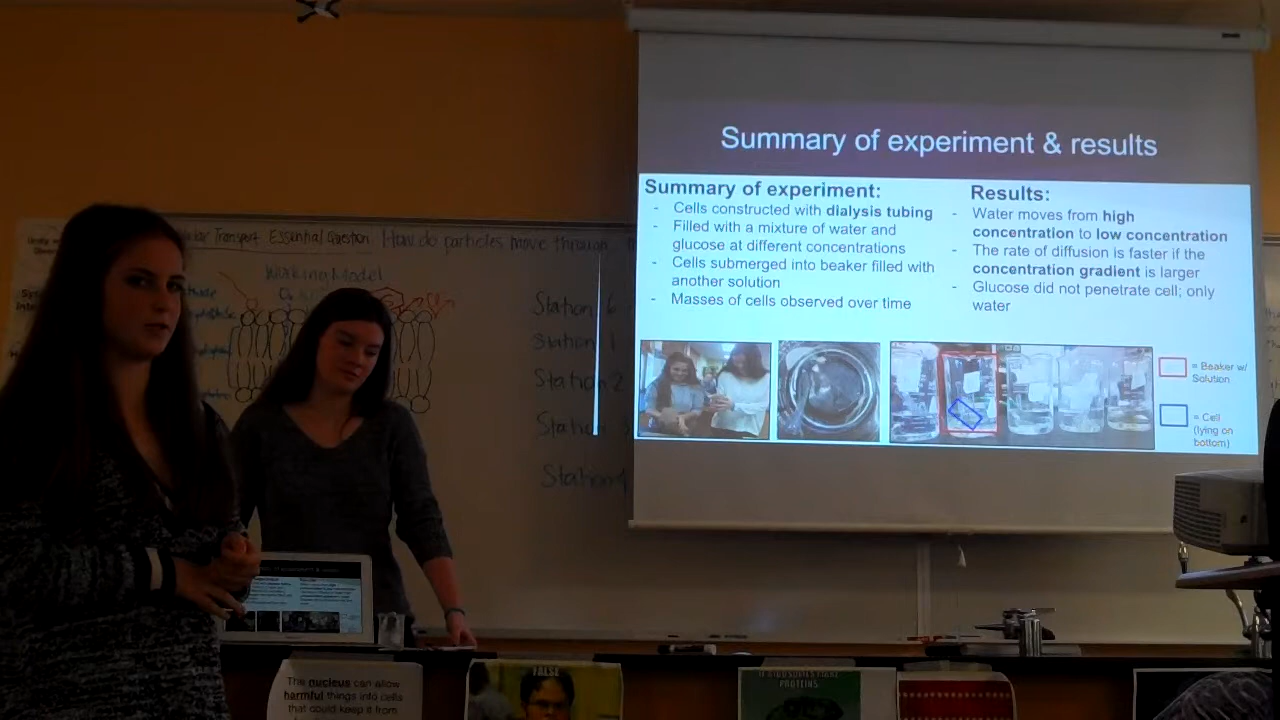 Summary of experiment & results
Summary of experiment:
- Cells constructed with dialysis tubing
- Filled with a mixture of water and
glucose at different concentrations
- Cells submerged into beaker filled with
another solution
- Masses of cells observed over time
Results:
- Water moves from high
concentration to low concentration
- The rate of diffusion is faster if the
concentration gradient is larger
- Glucose did not penetrate cell; only
water
= Beaker w/
Solution
= Cell
(lying on
bottom)
Transport Essential Question How do particles move through
Working Model
Station 6
Station 1
Station 2
Station
Station
The nucleus can allow
harmful things into cells
that could keep it from
FALSE
PROTEINS